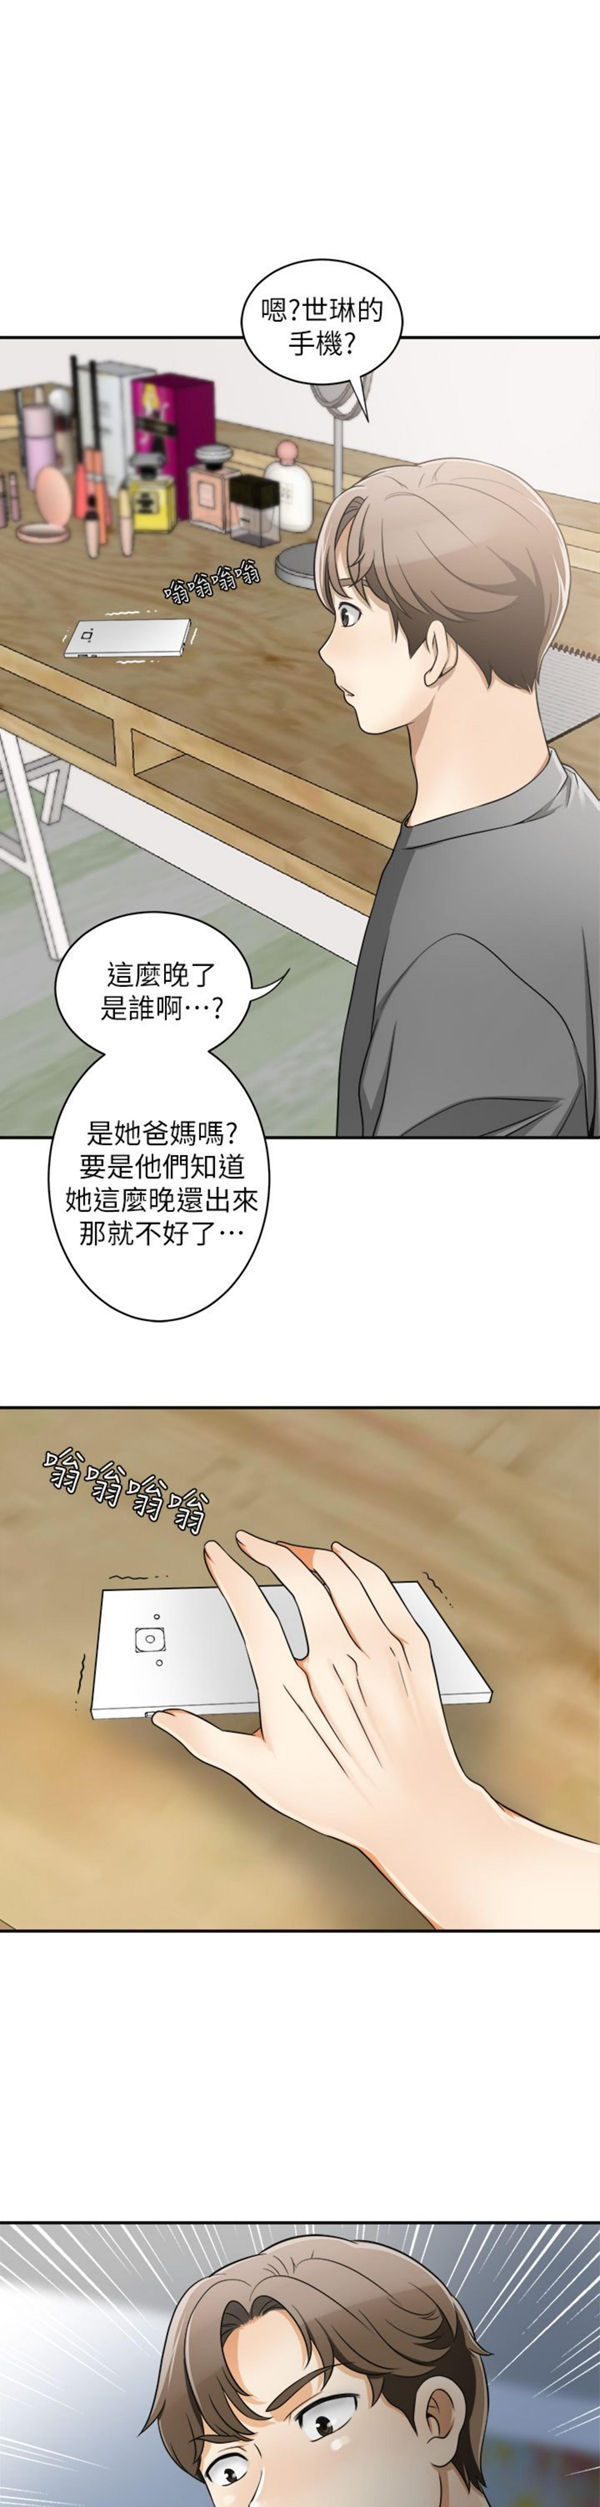 嗯?世琳的
手機?
嗡嗡嗡嗡
這麼晚了
是誰啊…?
是她爸媽嗎?
要是他們知道
她這麼晚還出來
那就不好了…
嗡嗡嗡嗡